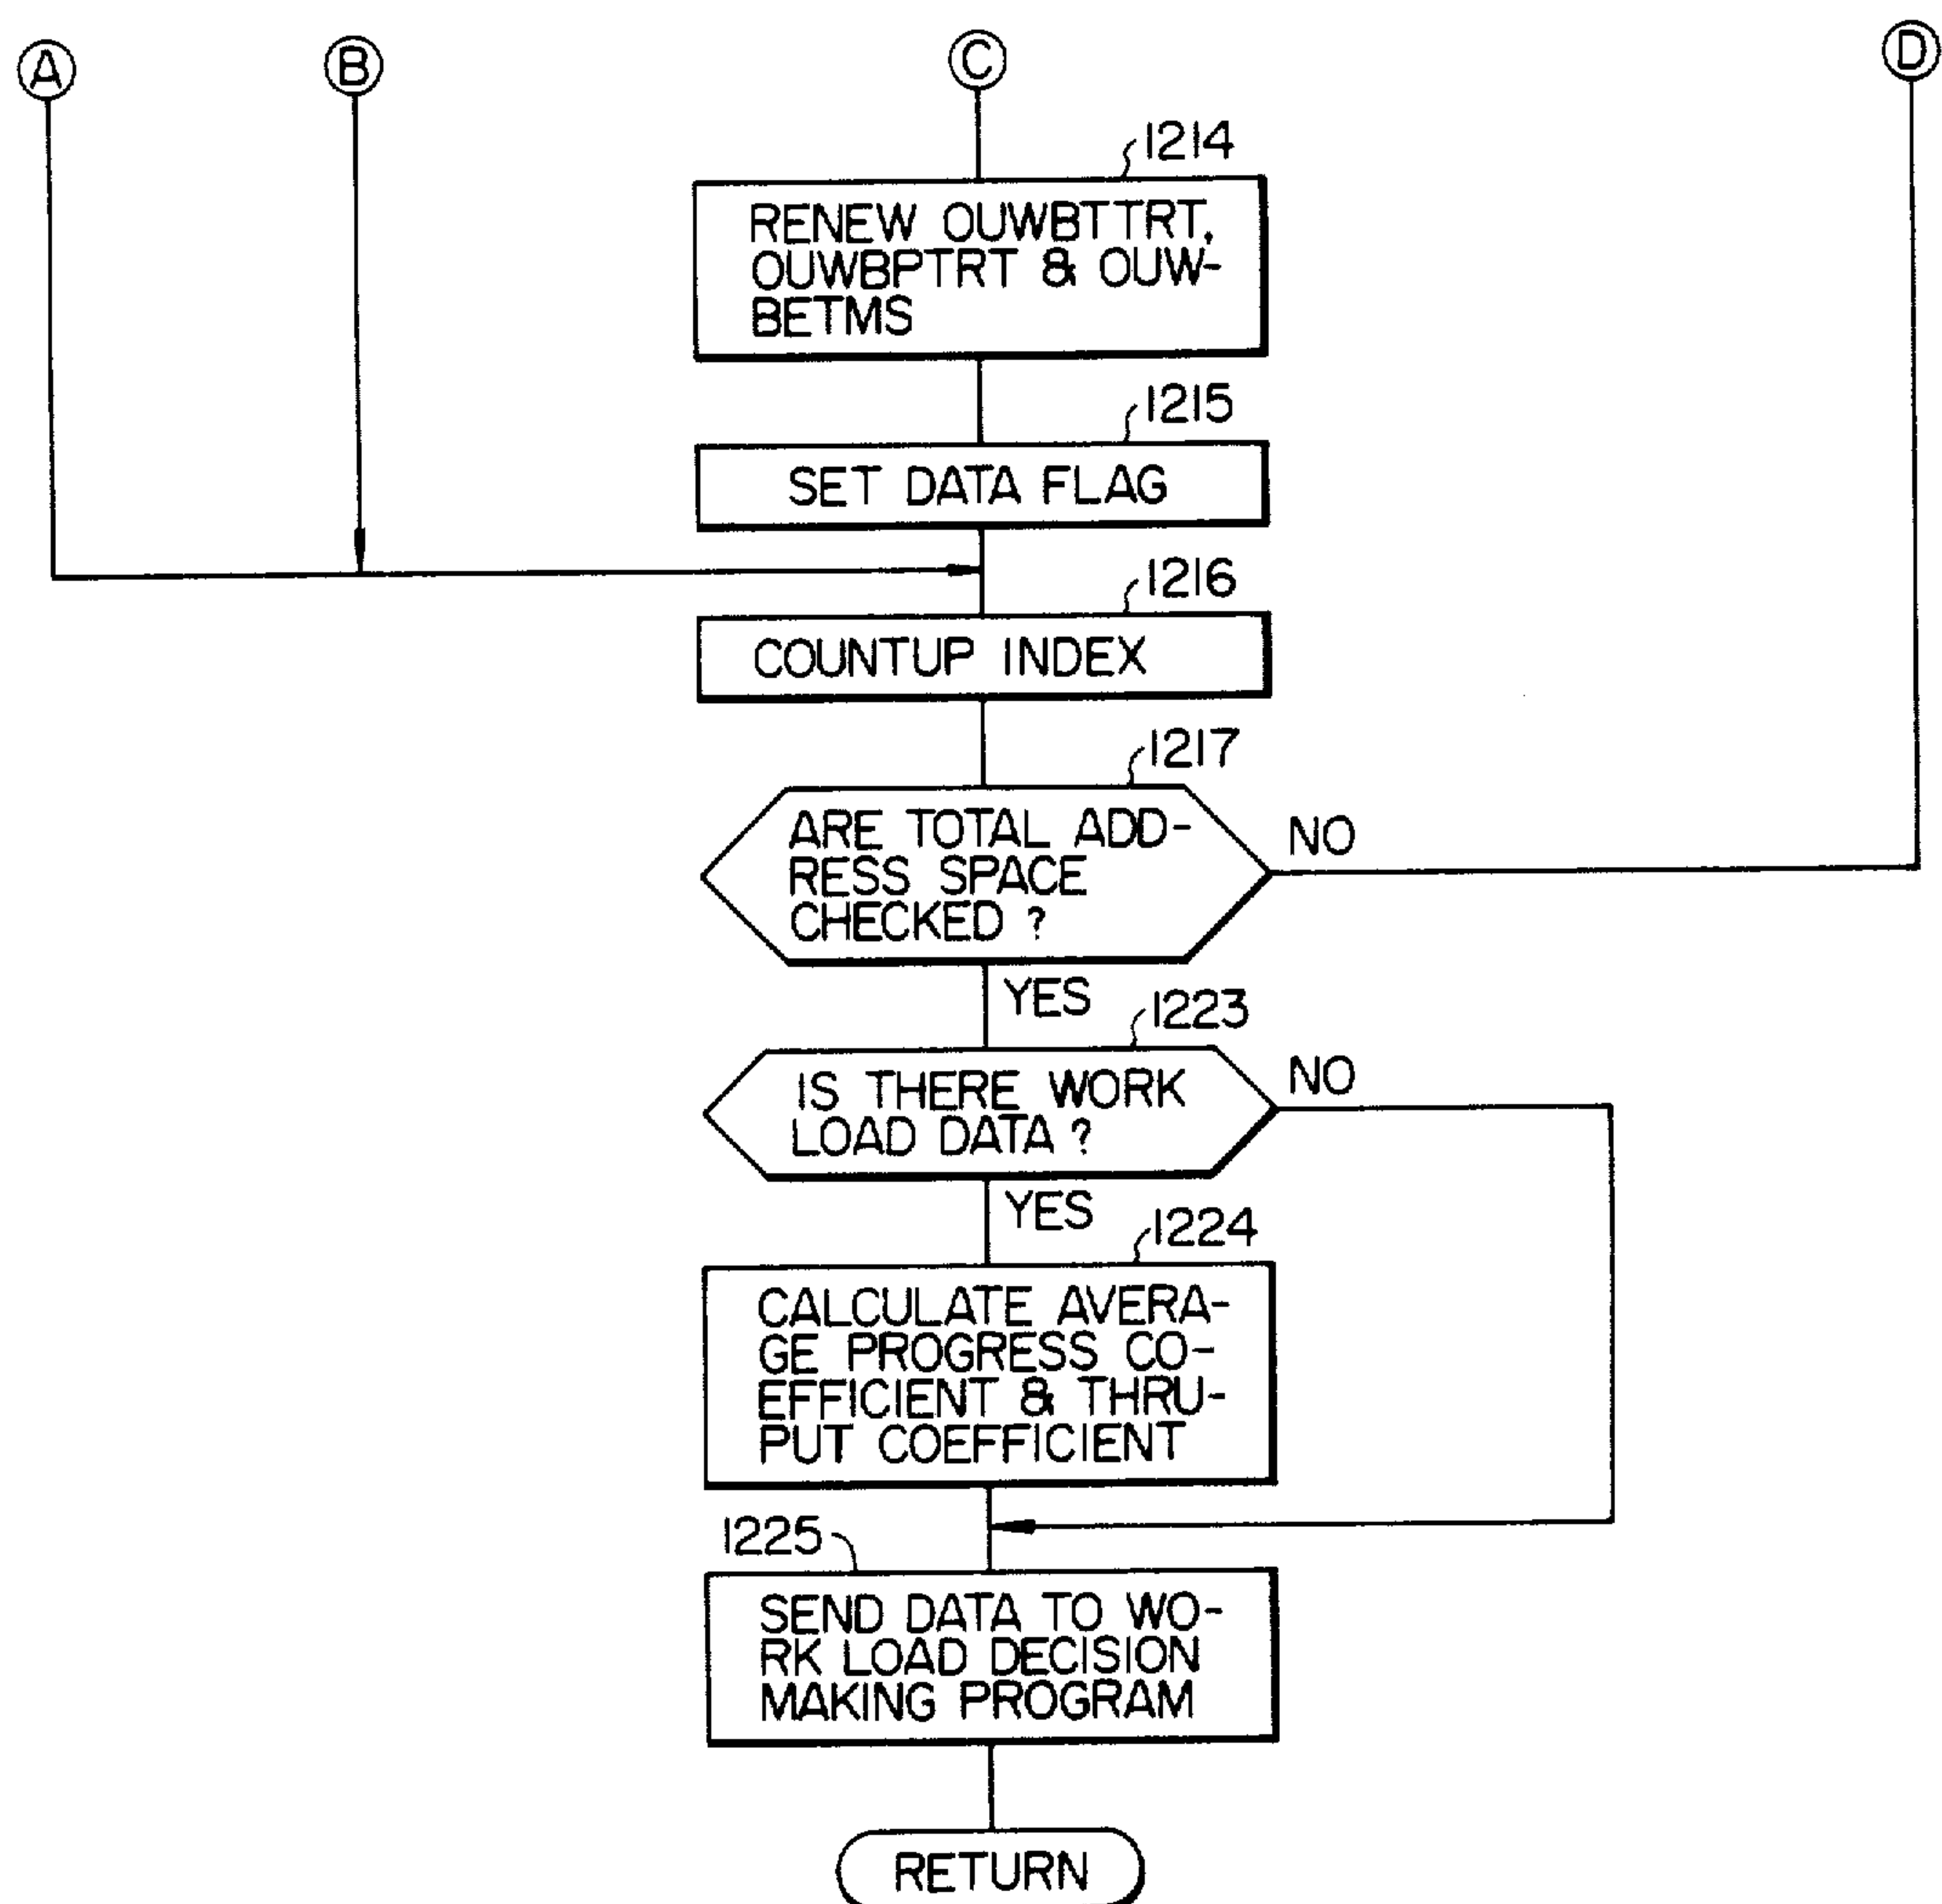 A
B
C
D
1214
RENEW OUWBTTRT,
OUWBPTRT & OUW-
BETMS
1215
SET DATA FLAG
1216
COUNTUP INDEX
1217
ARE TOTAL ADD-
RESS SPACE
CHECKED ?
NO
YES
1223
IS THERE WORK
LOAD DATA ?
NO
YES
1224
CALCULATE AVERA-
GE PROGRESS CO-
EFFICIENT & THRU-
PUT COEFFICIENT
1225
SEND DATA TO WO-
RK LOAD DECISION
MAKING PROGRAM
RETURN